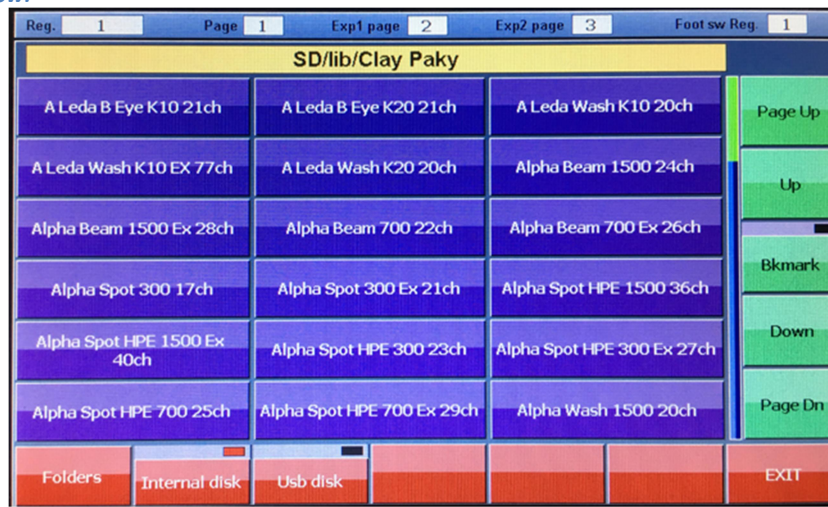 Reg. 1 Page 1 Exp1 page 2 Exp2 page 3 Foot sw Reg. 1
SD/lib/Clay Paky
A Leda B Eye K10 21ch A Leda B Eye K20 21ch A Leda Wash K10 20ch Page Up
A Leda Wash K10 EX 77ch A Leda Wash K20 20ch Alpha Beam 1500 24ch Up
Alpha Beam 1500 Ex 28ch Alpha Beam 700 22ch Alpha Beam 700 Ex 26ch
Bkmark
Alpha Spot 300 17ch Alpha Spot 300 Ex 21ch Alpha Spot HPE 1500 36ch
Alpha Spot HPE 1500 Ex
40ch Alpha Spot HPE 300 23ch Alpha Spot HPE 300 Ex 27ch Down
Alpha Spot HPE 700 25ch Alpha Spot HPE 700 Ex 29ch Alpha Wash 1500 20ch Page Dn
Folders Internal disk Usb disk EXIT